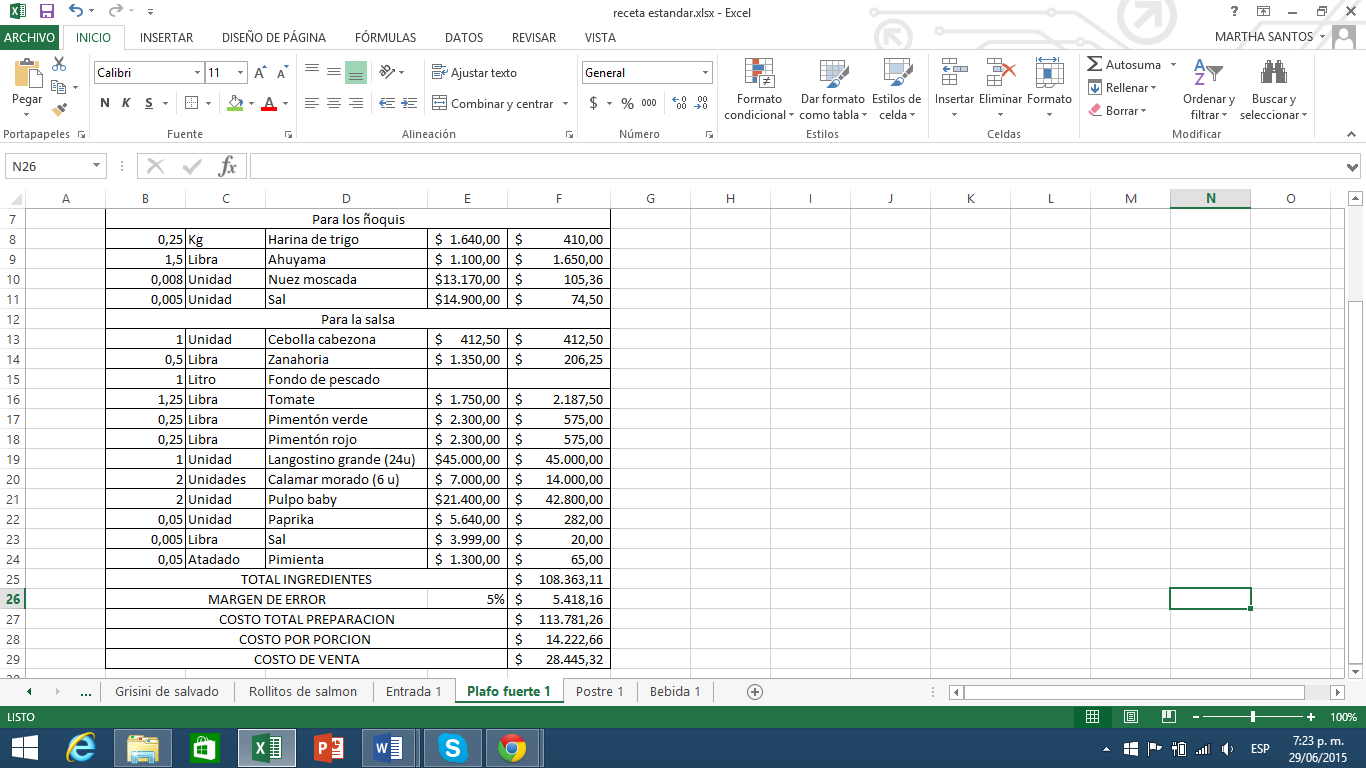 receta estandar.xlsx - Excel
ARCHIVO INICIO INSERTAR DISEÑO DE PÁGINA FÓRMULAS DATOS REVISAR VISTA MARTHA SANTOS
Pegar
Portapapeles
Calibri 11
N K S
Fuente
Ajustar texto
Combinar y centrar
Alineación
General
$ % 000
Número
Formato condicional
Dar formato como tabla
Estilos de celda
Estilos
Insertar Eliminar Formato
Celdas
Autosuma
Rellenar
Borrar
Ordenar y filtrar
Buscar y seleccionar
Modificar
N26 fx
A B C D E F G H I J K L M N O
7 Para los ñoquis
8 0,25 Kg Harina de trigo $ 1.640,00 $ 410,00
9 1,5 Libra Ahuyama $ 1.100,00 $ 1.650,00
10 0,008 Unidad Nuez moscada $13.170,00 $ 105,36
11 0,005 Unidad Sal $14.900,00 $ 74,50
12 Para la salsa
13 1 Unidad Cebolla cabezona $ 412,50 $ 412,50
14 0,5 Libra Zanahoria $ 1.350,00 $ 206,25
15 1 Litro Fondo de pescado
16 1,25 Libra Tomate $ 1.750,00 $ 2.187,50
17 0,25 Libra Pimentón verde $ 2.300,00 $ 575,00
18 0,25 Libra Pimentón rojo $ 2.300,00 $ 575,00
19 1 Unidad Langostino grande (24u) $45.000,00 $ 45.000,00
20 2 Unidades Calamar morado (6 u) $ 7.000,00 $ 14.000,00
21 2 Unidad Pulpo baby $21.400,00 $ 42.800,00
22 0,05 Unidad Paprika $ 5.640,00 $ 282,00
23 0,005 Libra Sal $ 3.999,00 $ 20,00
24 0,05 Atadado Pimienta $ 1.300,00 $ 65,00
25 TOTAL INGREDIENTES $ 108.363,11
26 MARGEN DE ERROR 5% $ 5.418,16
27 COSTO TOTAL PREPARACION $ 113.781,26
28 COSTO POR PORCION $ 14.222,66
29 COSTO DE VENTA $ 28.445,32
... Grisini de salvado Rollitos de salmon Entrada 1 Plafo fuerte 1 Postre 1 Bebida 1
LISTO 100%
ESP 7:23 p. m.
29/06/2015